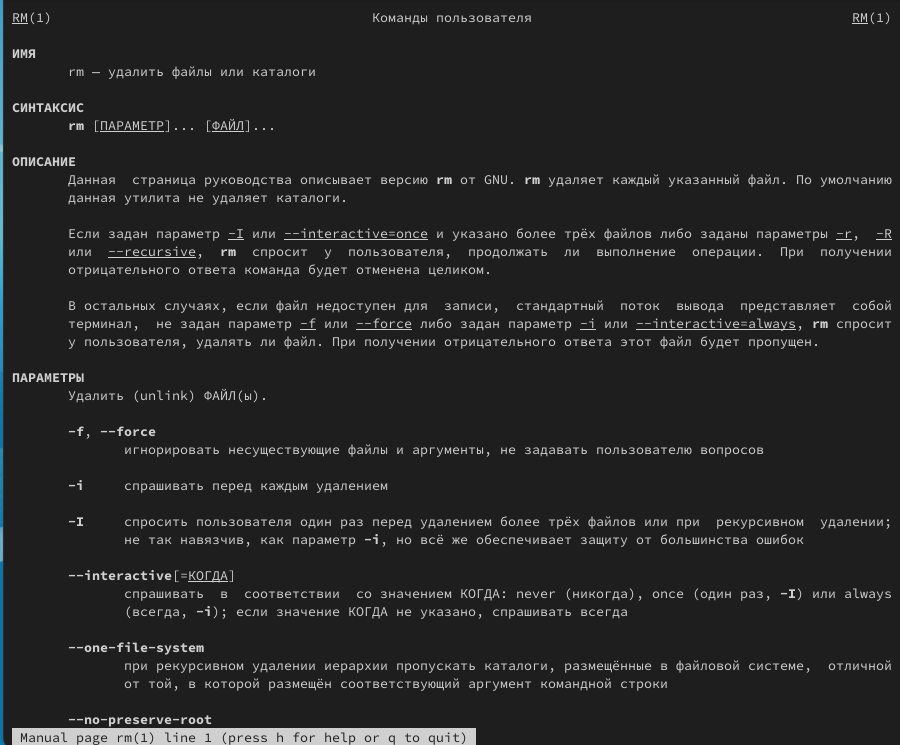 RM(1) Команды пользователя RM(1)
ИМЯ
rm — удалить файлы или каталоги
СИНТАКСИС
rm [ПАРАМЕТР]... [ФАЙЛ]...
ОПИСАНИЕ
Данная страница руководства описывает версию rm от GNU. rm удаляет каждый указанный файл. По умолчанию
данная утилита не удаляет каталоги.
Если задан параметр -I или --interactive=once и указано более трёх файлов либо заданы параметры -r, -R
или --recursive, rm спросит у пользователя, продолжать ли выполнение операции. При получении
отрицательного ответа команда будет отменена целиком.
В остальных случаях, если файл недоступен для записи, стандартный поток вывода представляет собой
терминал, не задан параметр -f или --force либо задан параметр -i или --interactive=always, rm спросит
у пользователя, удалять ли файл. При получении отрицательного ответа этот файл будет пропущен.
ПАРАМЕТРЫ
Удалить (unlink) ФАЙЛ(ы).
-f, --force
игнорировать несуществующие файлы и аргументы, не задавать пользователю вопросов
-i спрашивать перед каждым удалением
-I спросить пользователя один раз перед удалением более трёх файлов или при рекурсивном удалении;
не так навязчив, как параметр -i, но всё же обеспечивает защиту от большинства ошибок
--interactive[=КОГДА]
спрашивать в соответствии со значением КОГДА: never (никогда), once (один раз, -I) или always
(всегда, -i); если значение КОГДА не указано, спрашивать всегда
--one-file-system
при рекурсивном удалении иерархии пропускать каталоги, размещённые в файловой системе, отличной
от той, в которой размещён соответствующий аргумент командной строки
--no-preserve-root
Manual page rm(1) line 1 (press h for help or q to quit)